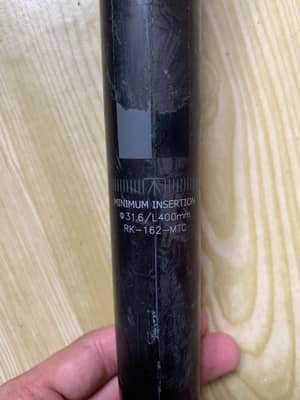 MINIMUM INSERTION
Φ31.6/L400mm
RK-162-MTC